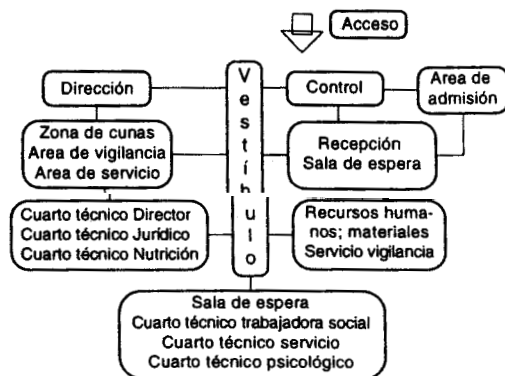 Acceso
Dirección
Vestíbulo
Control
Area de
admisión
Zona de cunas
Area de vigilancia
Area de servicio
Recepción
Sala de espera
Cuarto técnico Director
Cuarto técnico Jurídico
Cuarto técnico Nutrición
Recursos huma-
nos; materiales
Servicio vigilancia
Sala de espera
Cuarto técnico trabajadora social
Cuarto técnico servicio
Cuarto técnico psicológico